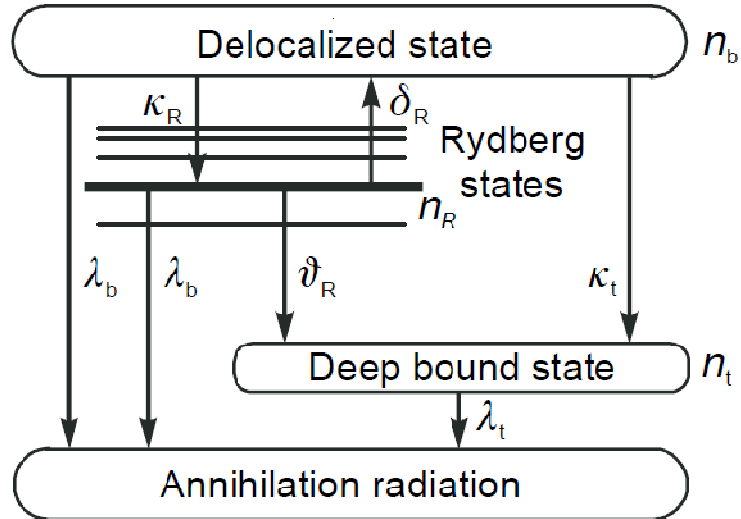 Delocalized state
n_b
κ_R
δ_R
Rydberg
states
n_R
λ_b
λ_b
ϑ_R
κ_t
Deep bound state
n_t
λ_t
Annihilation radiation